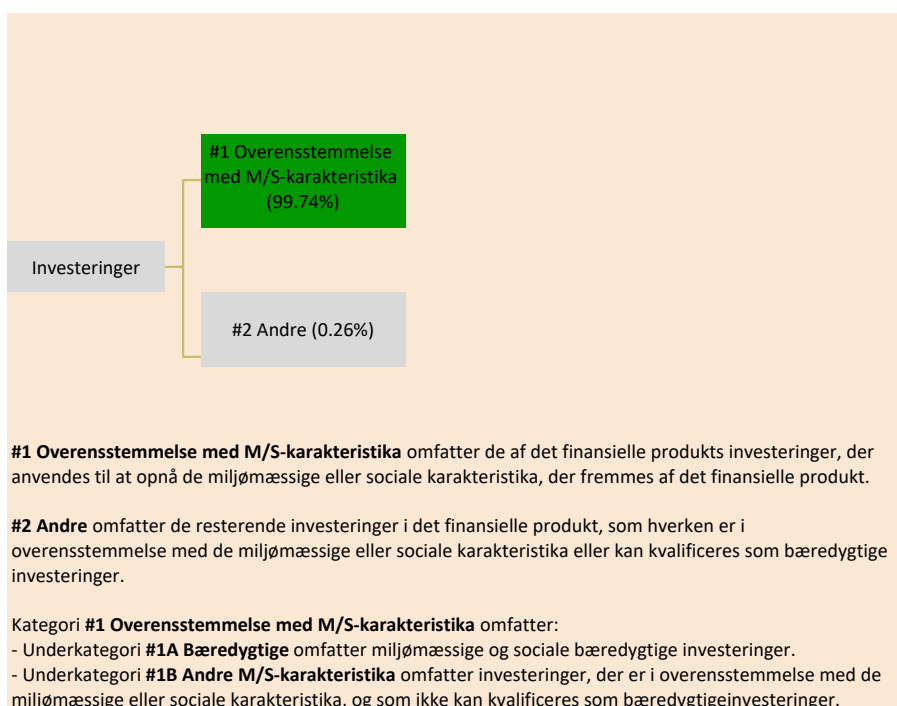 #1 Overensstemmelse
med M/S-karakteristika
(99.74%)
Investeringer
#2 Andre (0.26%)
#1 Overensstemmelse med M/S-karakteristika omfatter de af det finansielle produkts investeringer, der
anvendes til at opnå de miljømæssige eller sociale karakteristika, der fremmes af det finansielle produkt.
#2 Andre omfatter de resterende investeringer i det finansielle produkt, som hverken er i
overensstemmelse med de miljømæssige eller sociale karakteristika eller kan kvalificeres som bæredygtige
investeringer.
Kategori #1 Overensstemmelse med M/S-karakteristika omfatter:
- Underkategori #1A Bæredygtige omfatter miljømæssige og sociale bæredygtige investeringer.
- Underkategori #1B Andre M/S-karakteristika omfatter investeringer, der er i overensstemmelse med de
miljømæssige eller sociale karakteristika, og som ikke kan kvalificeres som bæredygtigeinvesteringer.